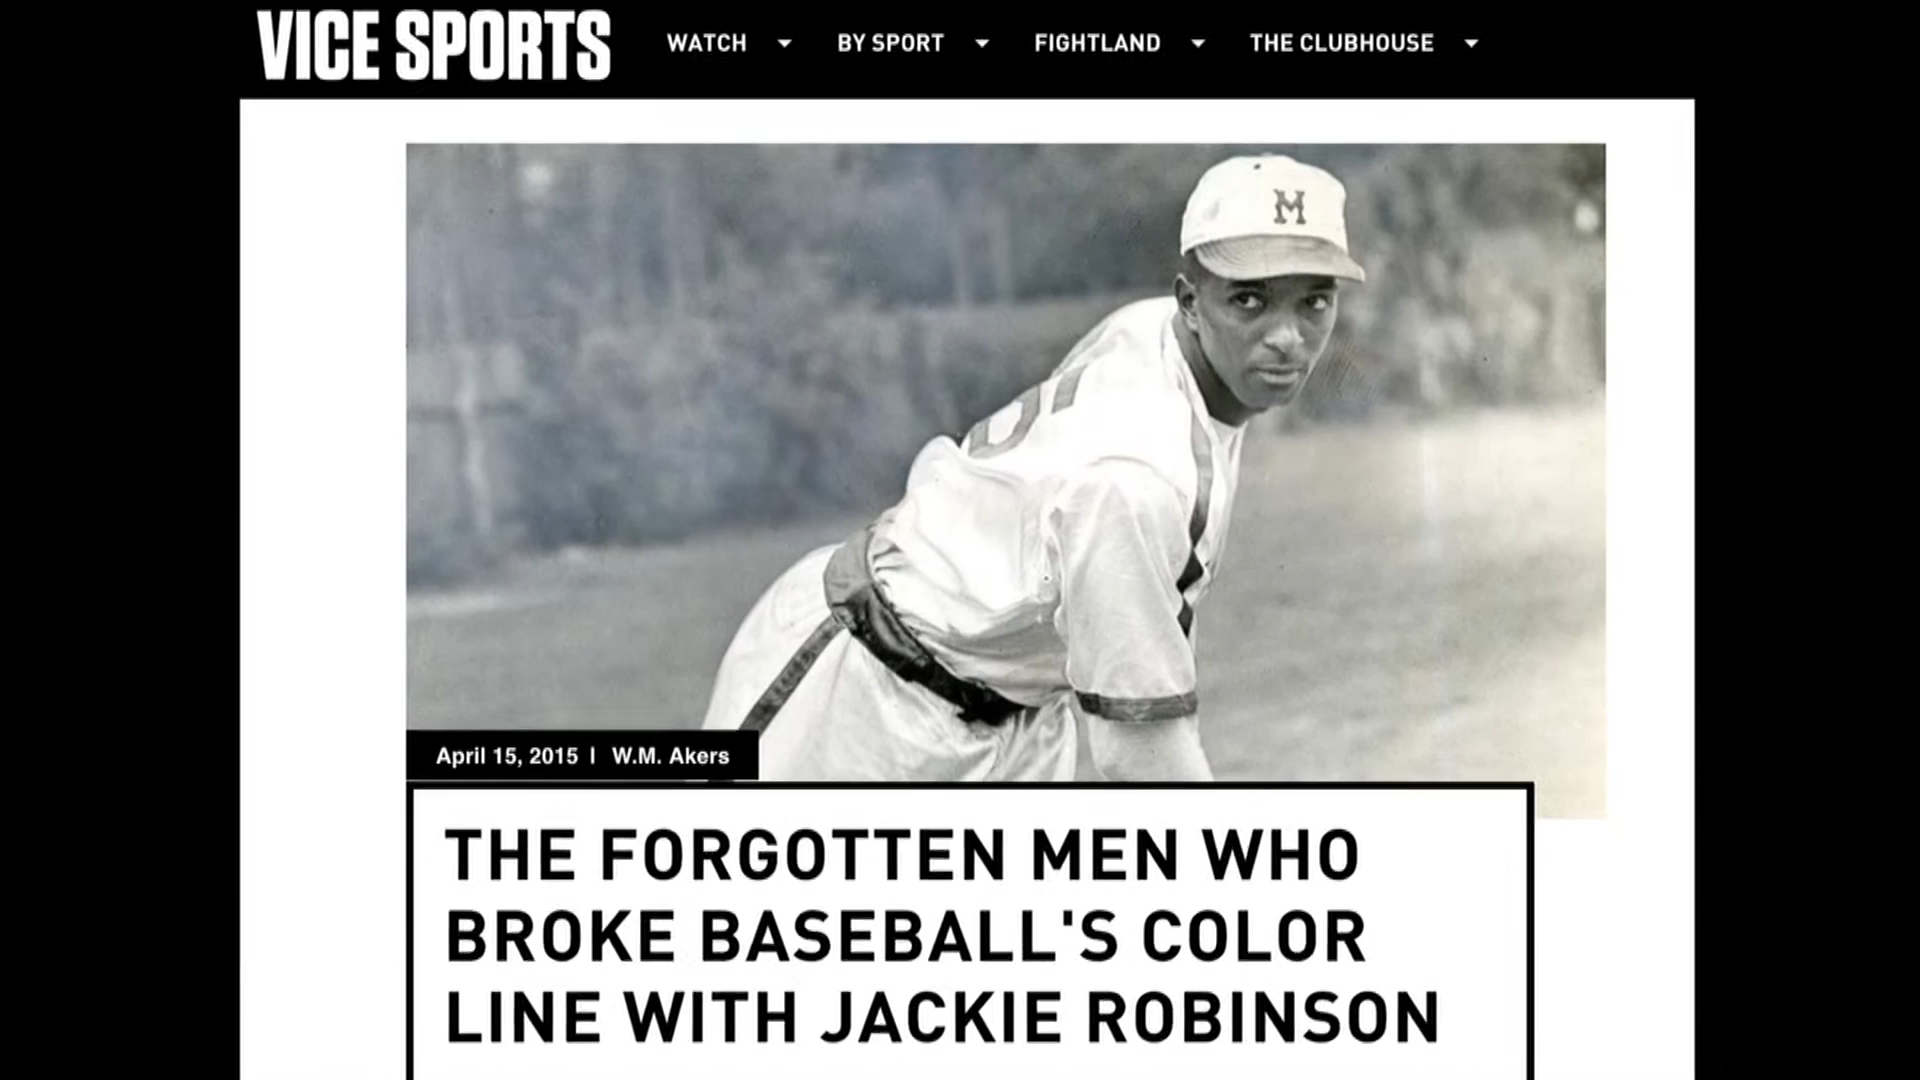 VICE SPORTS WATCH BY SPORT FIGHTLAND THE CLUBHOUSE
M
April 15, 2015 | W.M. Akers
THE FORGOTTEN MEN WHO
BROKE BASEBALL'S COLOR
LINE WITH JACKIE ROBINSON